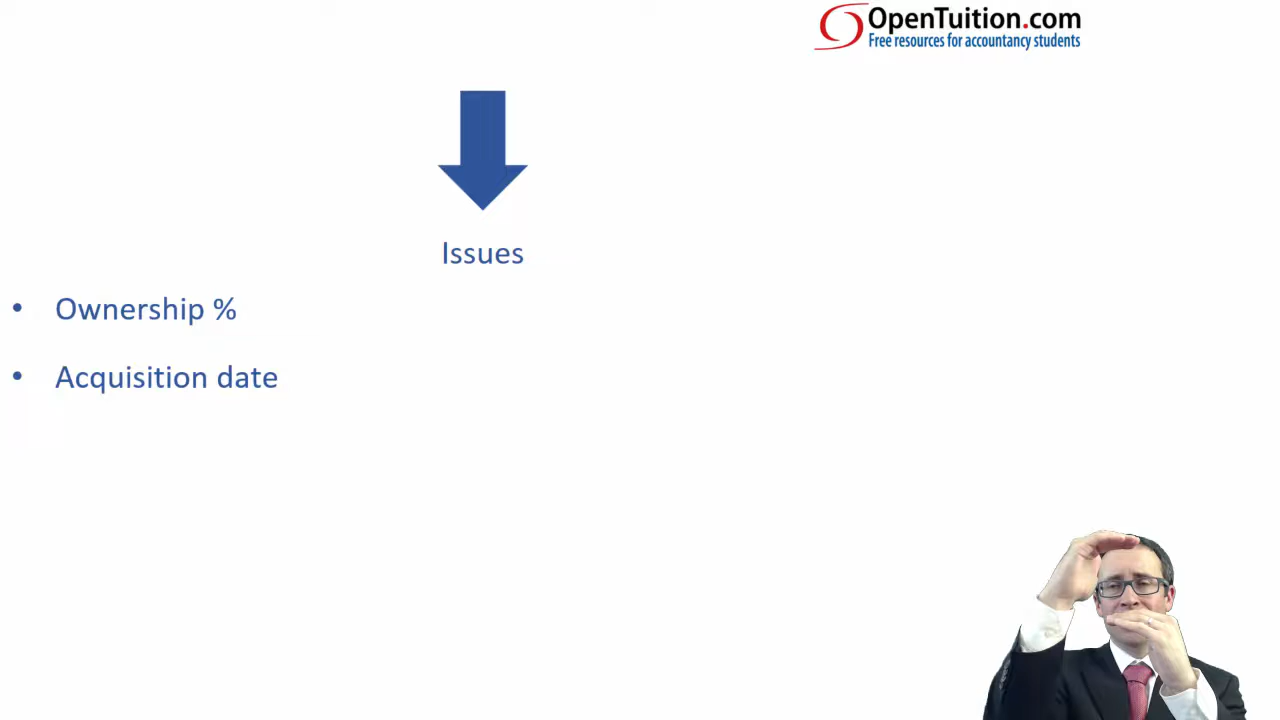 OpenTuition.com
Free resources for accountancy students
Issues
• Ownership %
• Acquisition date